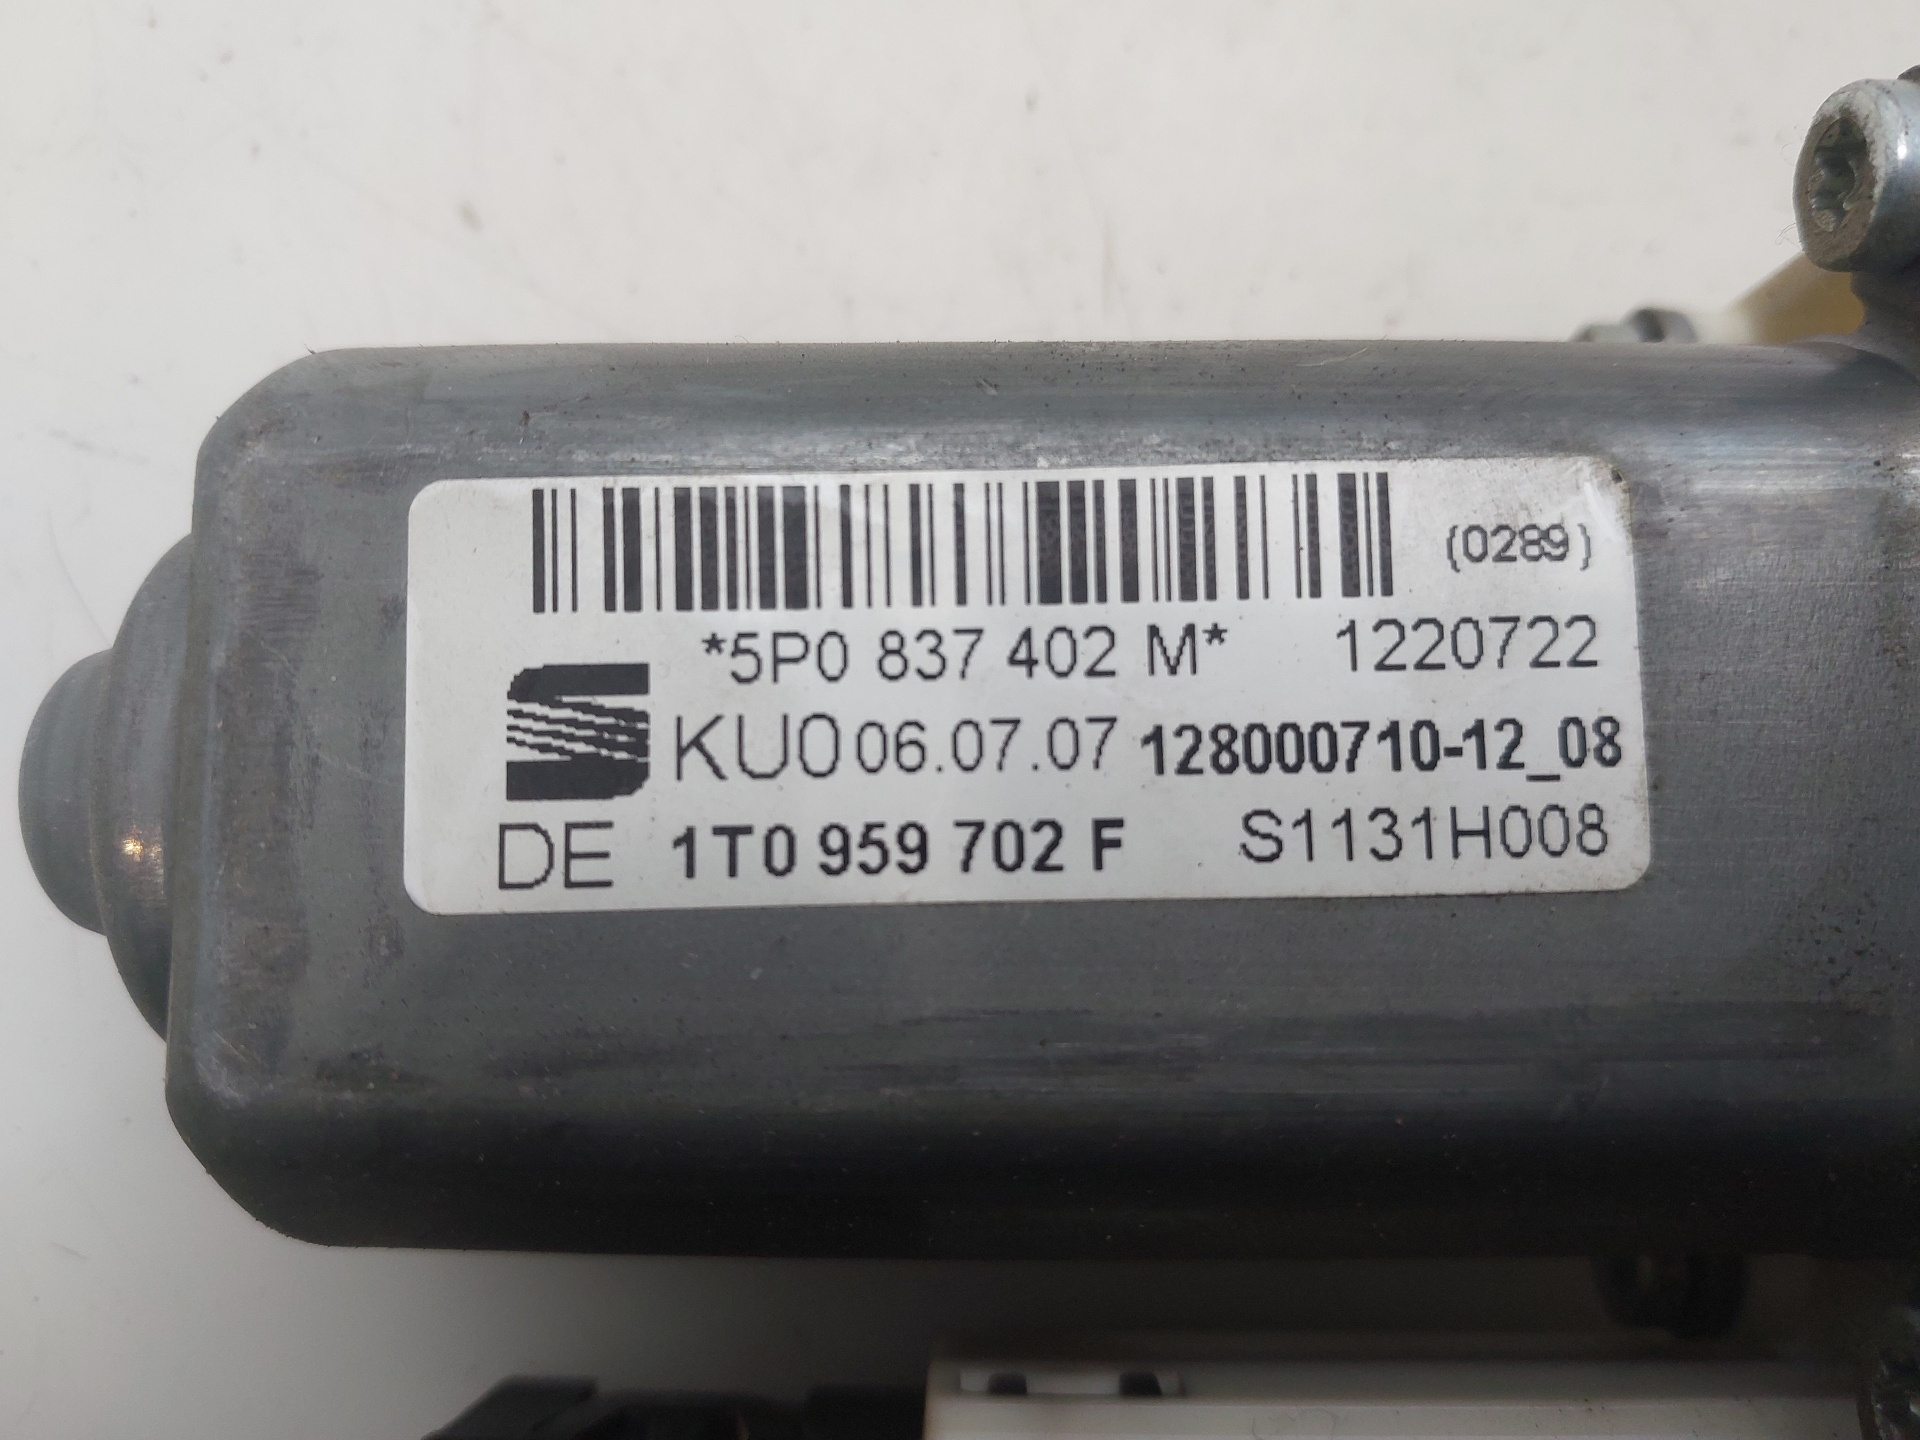 (0289)
*5P0 837 402 M* 1220722
KU0 06.07.07 128000710-12_08
DE 1T0 959 702 F S1131H008